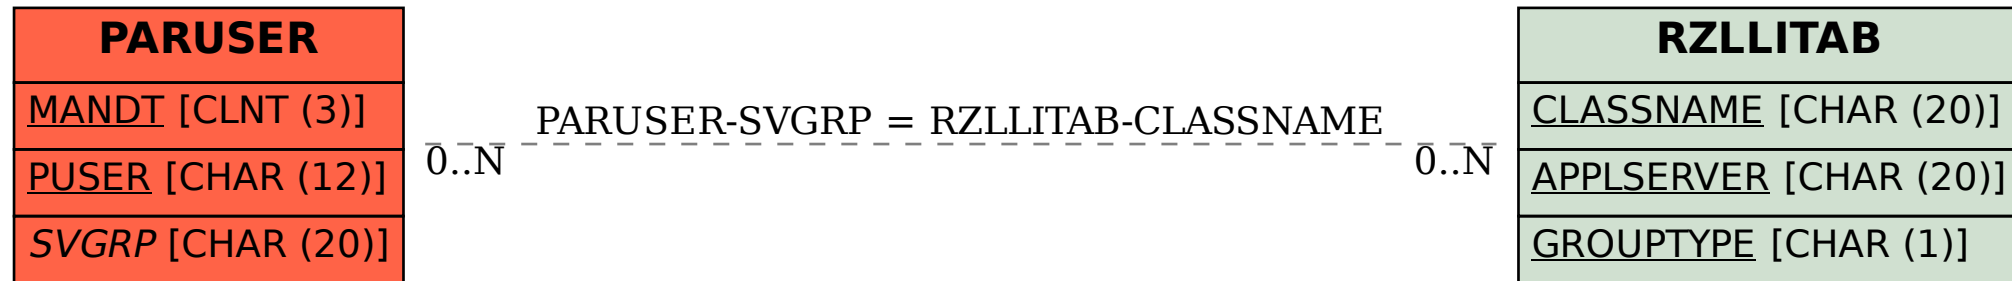 PARUSER
MANDT [CLNT (3)]
PUSER [CHAR (12)]
SVGRP [CHAR (20)]
PARUSER-SVGRP = RZLLITAB-CLASSNAME
0..N
0..N
RZLLITAB
CLASSNAME [CHAR (20)]
APPLSERVER [CHAR (20)]
GROUPTYPE [CHAR (1)]